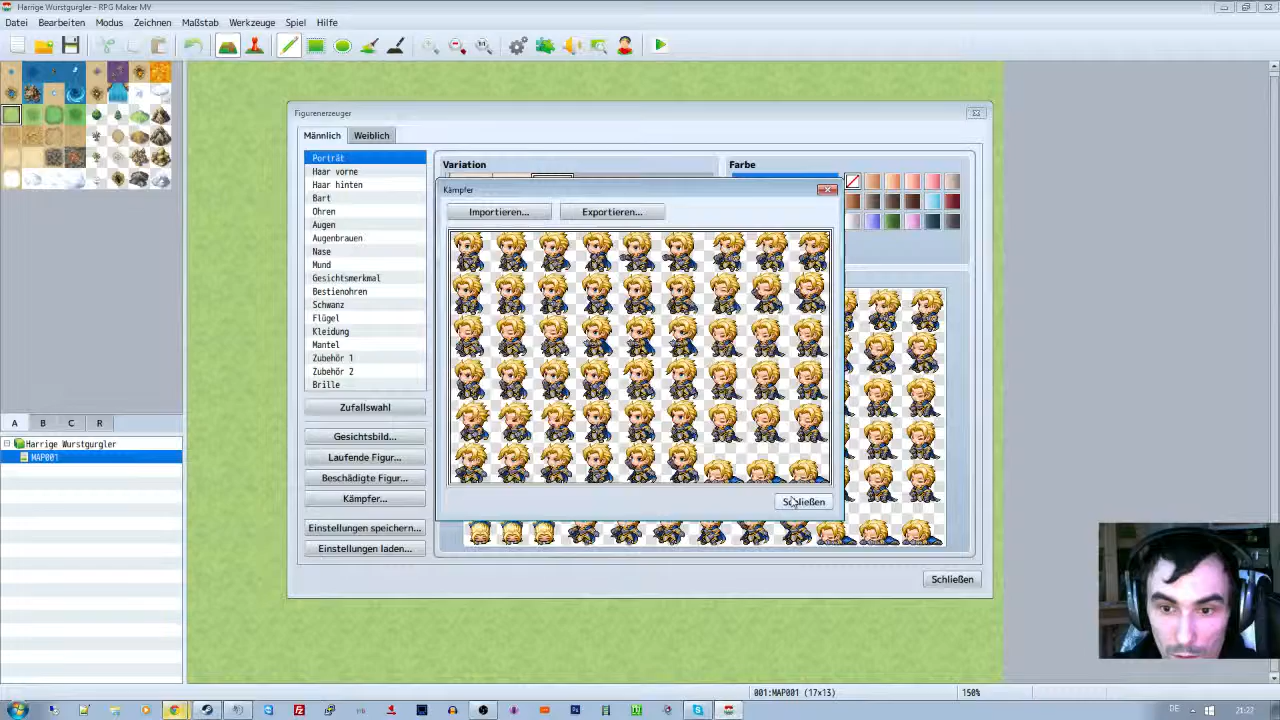 Harrige Wurstgurgler - RPG Maker MV
Datei Bearbeiten Modus Zeichnen Maßstab Werkzeuge Spiel Hilfe
Figurenerzeuger
Männlich Weiblich
Porträt
Haar vorne
Haar hinten
Bart
Ohren
Augen
Augenbrauen
Nase
Mund
Gesichtsmerkmal
Bestienohren
Schwanz
Flügel
Kleidung
Mantel
Zubehör 1
Zubehör 2
Brille
Zufallswahl
Gesichtsbild...
Laufende Figur...
Beschädigte Figur...
Kämpfer...
Einstellungen speichern...
Einstellungen laden...
Variation
Farbe
Kämpfer
Importieren... Exportieren...
Schließen
Schließen
A B C R
Harrige Wurstgurgler
MAP001
001:MAP001 (17×13) 150%
DE 21:22